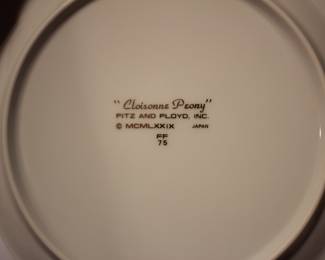 "Cloisonne Peony"
FITZ AND FLOYD, INC.
© MCMLXXIX JAPAN
FF
75